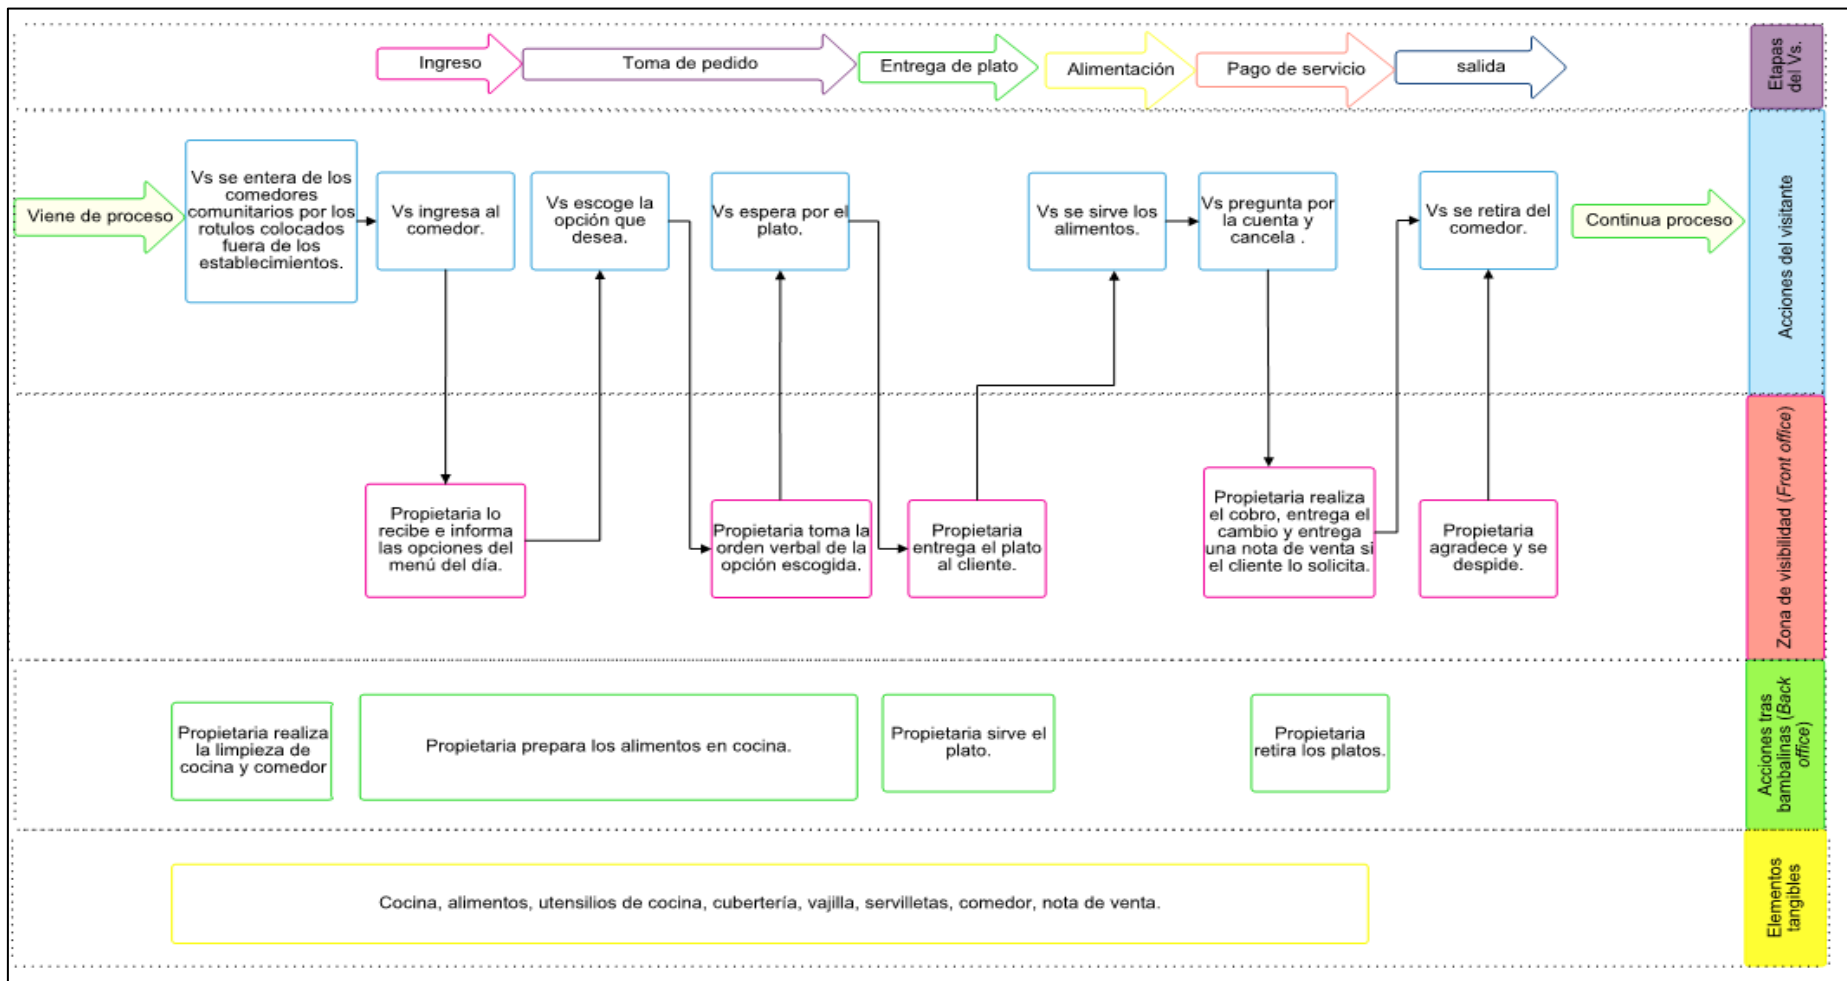 Ingreso
Toma de pedido
Entrega de plato
Alimentación
Pago de servicio
salida
Etapas
del Vs.
Viene de proceso
Vs se entera de los
comedores
comunitarios por los
rotulos colocados
fuera de los
establecimientos.
Vs ingresa al
comedor.
Vs escoge la
opción que
desea.
Vs espera por el
plato.
Vs se sirve los
alimentos.
Vs pregunta por
la cuenta y
cancela .
Vs se retira del
comedor.
Continua proceso
Acciones del visitante
Propietaria lo
recibe e informa
las opciones del
menú del día.
Propietaria toma la
orden verbal de la
opción escogida.
Propietaria
entrega el plato
al cliente.
Propietaria realiza
el cobro, entrega el
cambio y entrega
una nota de venta si
el cliente lo solicita.
Propietaria
agradece y se
despide.
Zona de visibilidad (Front office)
Propietaria realiza
la limpieza de
cocina y comedor
Propietaria prepara los alimentos en cocina.
Propietaria sirve el
plato.
Propietaria
retira los platos.
Acciones tras
bambalinas (Back
office)
Cocina, alimentos, utensilios de cocina, cubertería, vajilla, servilletas, comedor, nota de venta.
Elementos
tangibles